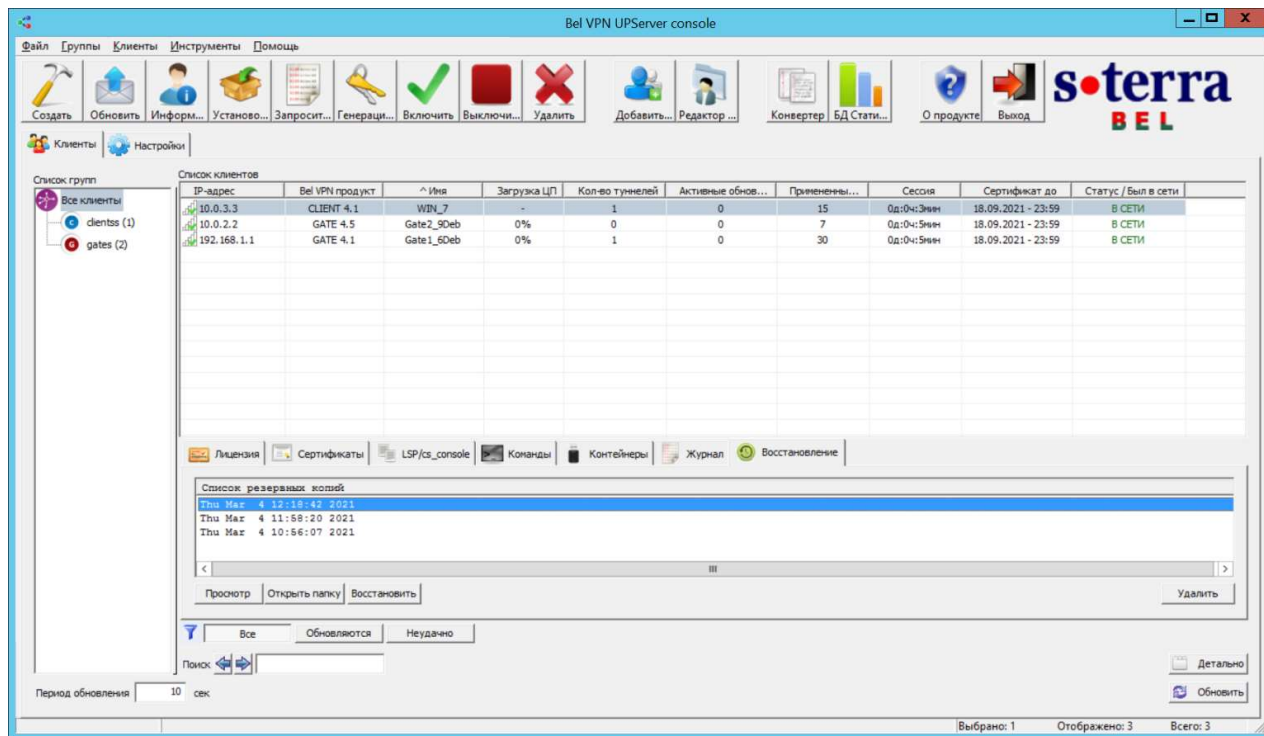 Bel VPN UPServer console
Файл Группы Клиенты Инструменты Помощь
Создать Обновить Информ... Установо... Запросит... Генераци... Включить Выключи... Удалить Добавить... Редактор ... Конвертер БД Стати... О продукте Выход
s•terra
BEL
Клиенты Настройки
Список групп
Все клиенты
clientss (1)
gates (2)
Список клиентов
IP-адрес Bel VPN продукт ^ Имя Загрузка ЦП Кол-во туннелей Активные обнов... Примененны... Сессия Сертификат до Статус / Был в сети
10.0.3.3 CLIENT 4.1 WIN_7 - 1 0 15 0д:0ч:3мин 18.09.2021 - 23:59 В СЕТИ
10.0.2.2 GATE 4.5 Gate2_9Deb 0% 0 0 7 0д:0ч:5мин 18.09.2021 - 23:59 В СЕТИ
192.168.1.1 GATE 4.1 Gate1_6Deb 0% 1 0 30 0д:0ч:5мин 18.09.2021 - 23:59 В СЕТИ
Лицензия Сертификаты LSP/cs_console Команды Контейнеры Журнал Восстановление
Список резервных копий
Thu Mar 4 12:18:42 2021
Thu Mar 4 11:58:20 2021
Thu Mar 4 10:56:07 2021
Просмотр Открыть папку Восстановить Удалить
Все Обновляются Неудачно
Поиск
Детально
Период обновления 10 сек
Обновить
Выбрано: 1 Отображено: 3 Всего: 3